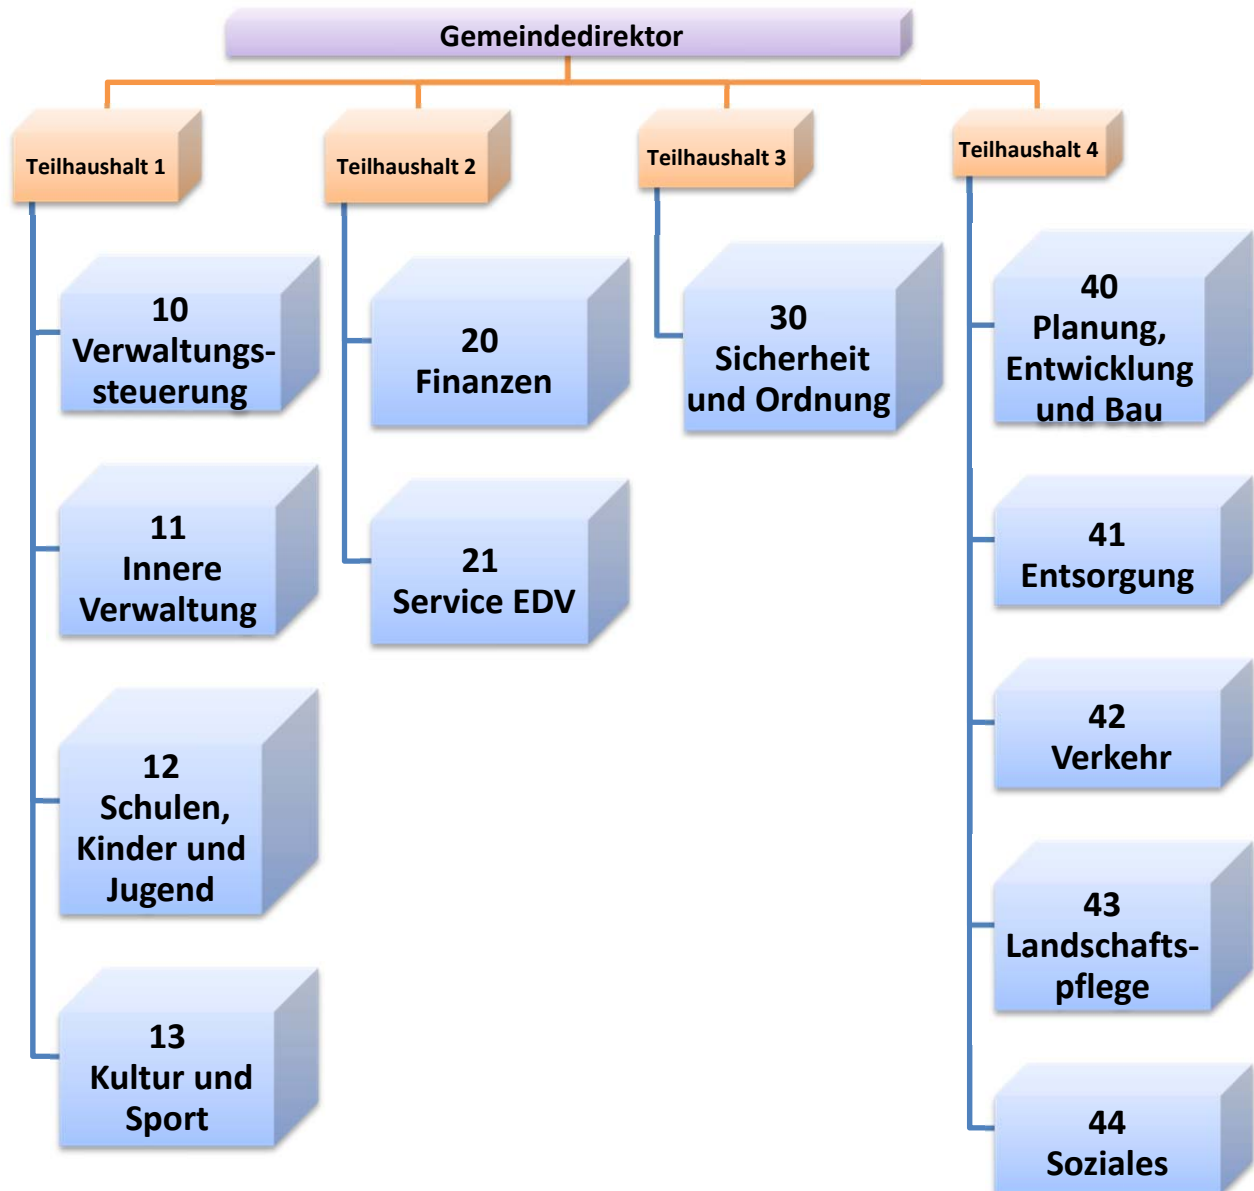 Gemeindedirektor
Teilhaushalt 1
Teilhaushalt 2
Teilhaushalt 3
Teilhaushalt 4
10
Verwaltungs-
steuerung
11
Innere
Verwaltung
12
Schulen,
Kinder und
Jugend
13
Kultur und
Sport
20
Finanzen
21
Service EDV
30
Sicherheit
und Ordnung
40
Planung,
Entwicklung
und Bau
41
Entsorgung
42
Verkehr
43
Landschafts-
pflege
44
Soziales